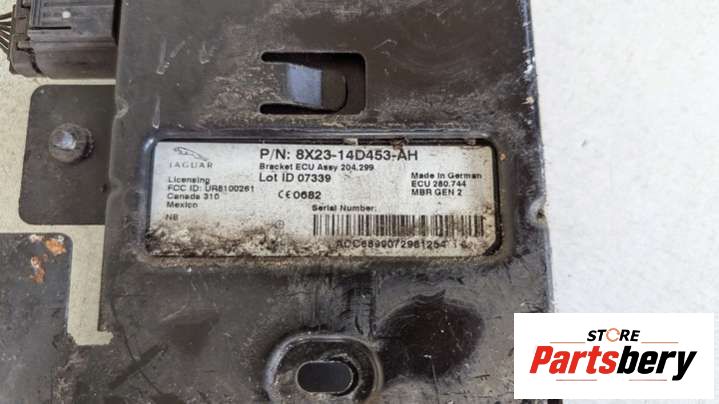 P/N: 8X23-14D453-AH
Bracket ECU Assy 204.299
JAGUAR
Lot ID 07339
Made in German
Licensing
ECU 280.744
FCC ID: UR8100261
MBR GEN 2
Canada 310
CE0682
Mexico
Serial Number:
NB
STORE
Partsbery